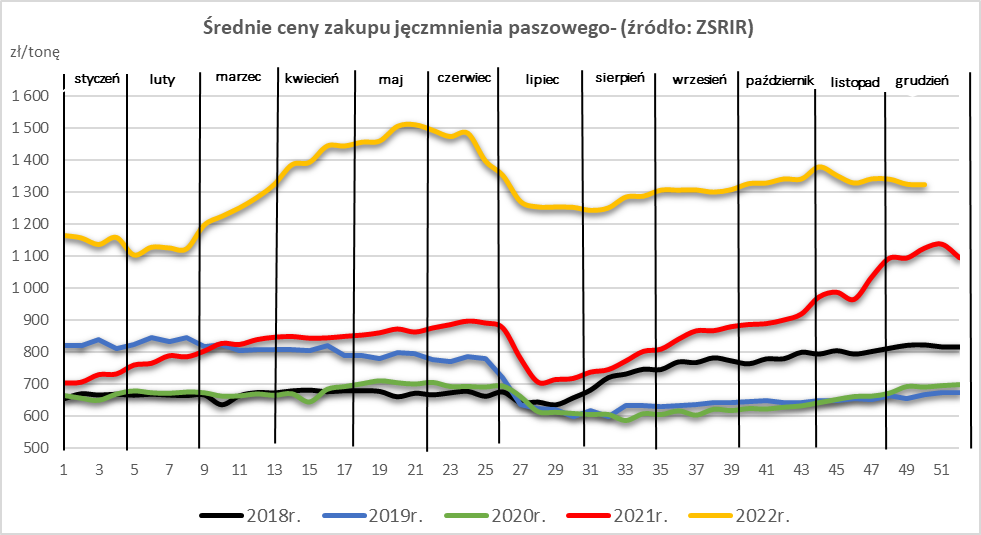 Średnie ceny zakupu jęczmnienia paszowego- (źródło: ZSRIR)
zł/tonę
styczeń luty marzec kwiecień maj czerwiec lipiec sierpień wrzesień październik listopad grudzień
1 600
1 500
1 400
1 300
1 200
1 100
1 000
900
800
700
600
500
1 3 5 7 9 11 13 15 17 19 21 23 25 27 29 31 33 35 37 39 41 43 45 47 49 51
2018r. 2019r. 2020r. 2021r. 2022r.